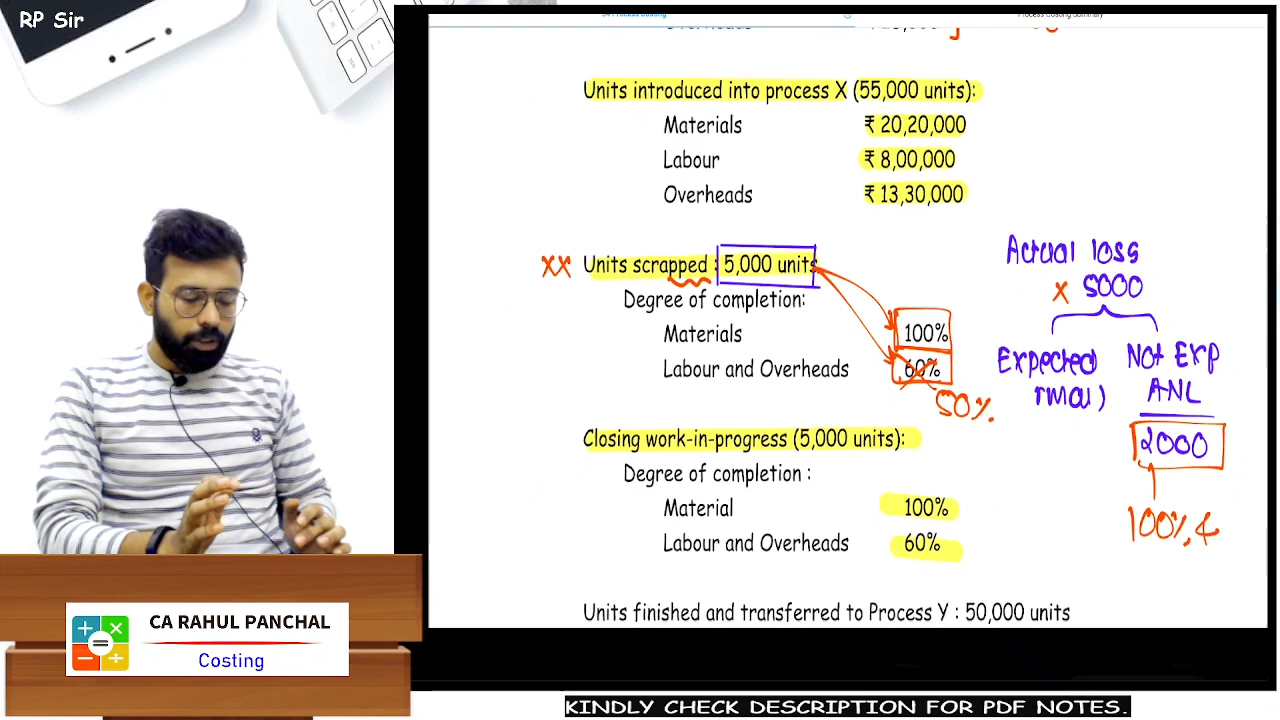 RP Sir
Process Costing Summary
Units introduced into process X (55,000 units):
Materials ₹ 20,20,000
Labour ₹ 8,00,000
Overheads ₹ 13,30,000
XX Units scrapped : 5,000 units
Degree of completion:
Materials 100%
Labour and Overheads 60%
50%.
Actual loss
x 5000
Expected
Not Exp
ANL
2000
100%, &
Closing work-in-progress (5,000 units):
Degree of completion :
Material 100%
Labour and Overheads 60%
Units finished and transferred to Process Y : 50,000 units
CA RAHUL PANCHAL
Costing
KINDLY CHECK DESCRIPTION FOR PDF NOTES.